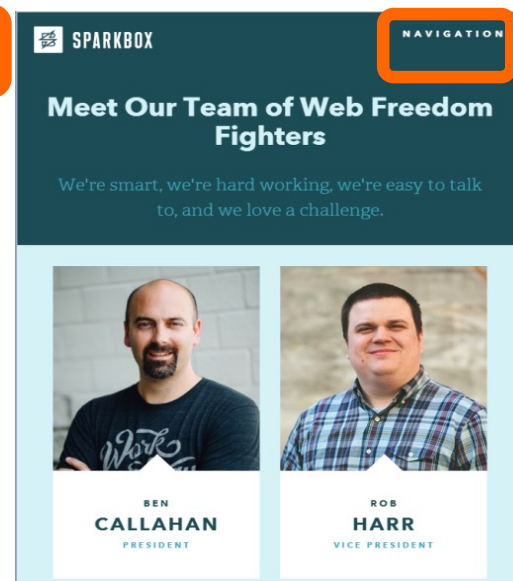 SPARKBOX
NAVIGATION
Meet Our Team of Web Freedom
Fighters
We're smart, we're hard working, we're easy to talk
to, and we love a challenge.
Work
BEN
CALLAHAN
PRESIDENT
ROB
HARR
VICE PRESIDENT